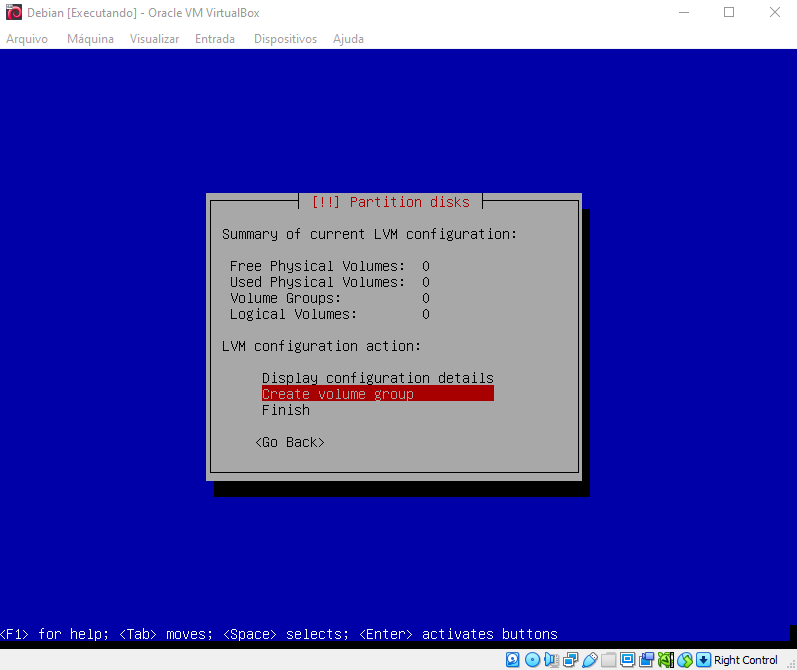 Debian [Executando] - Oracle VM VirtualBox
Arquivo Máquina Visualizar Entrada Dispositivos Ajuda
[!!] Partition disks
Summary of current LVM configuration:
Free Physical Volumes: 0
Used Physical Volumes: 0
Volume Groups: 0
Logical Volumes: 0
LVM configuration action:
Display configuration details
Create volume group
Finish
<Go Back>
<F1> for help; <Tab> moves; <Space> selects; <Enter> activates buttons
Right Control